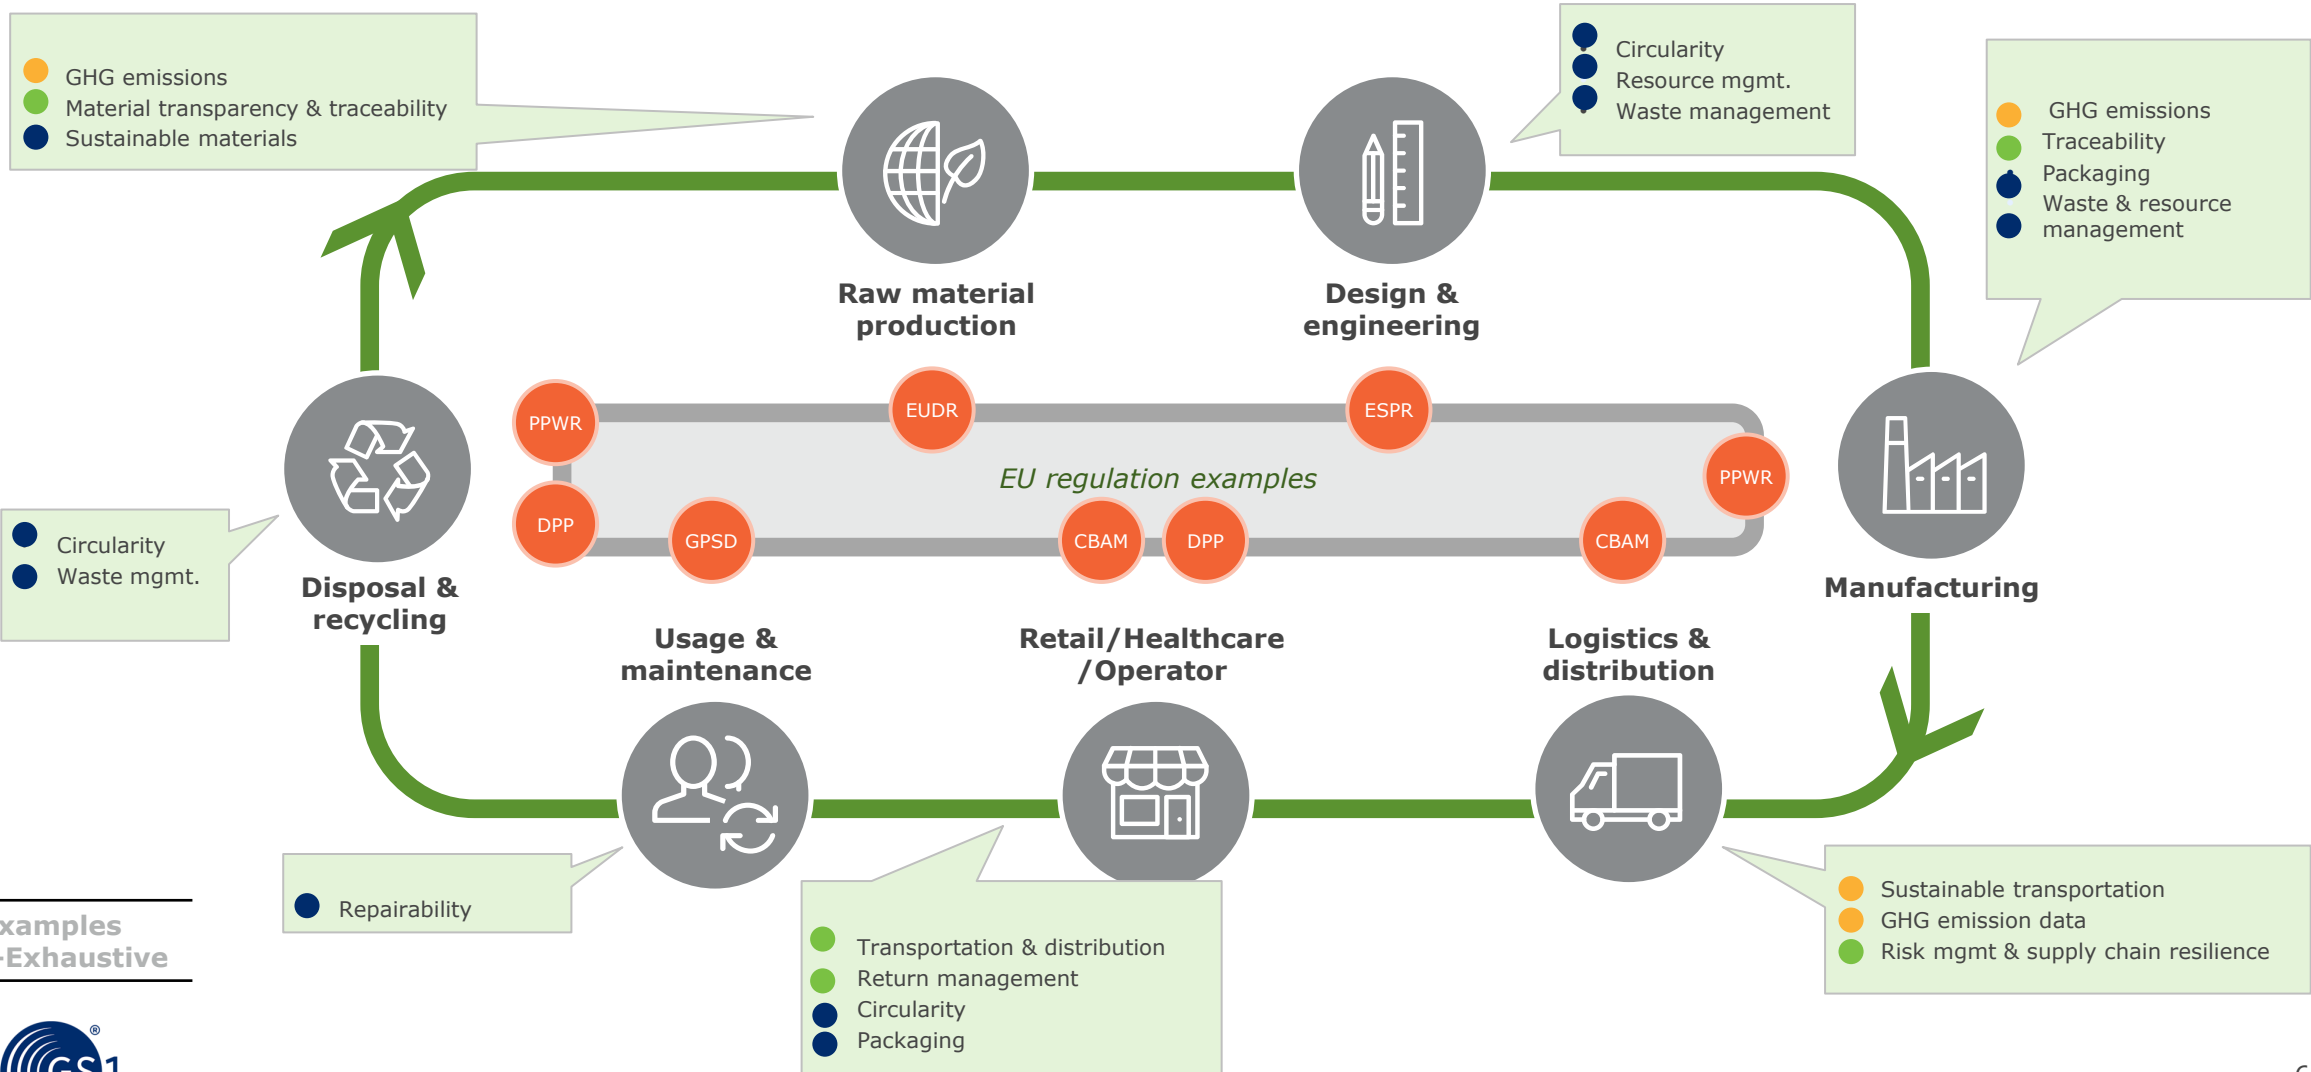 GHG emissions
Material transparency & traceability
Sustainable materials
Circularity
Resource mgmt.
Waste management
GHG emissions
Traceability
Packaging
Waste & resource
management
Raw material
production
Design &
engineering
PPWR
EUDR
ESPR
EU regulation examples
PPWR
DPP
GPSD
CBAM
DPP
CBAM
Circularity
Waste mgmt.
Disposal &
recycling
Manufacturing
Usage &
maintenance
Retail/Healthcare
/Operator
Logistics &
distribution
Repairability
Transportation & distribution
Return management
Circularity
Packaging
Sustainable transportation
GHG emission data
Risk mgmt & supply chain resilience
xamples
-Exhaustive
GS1
®